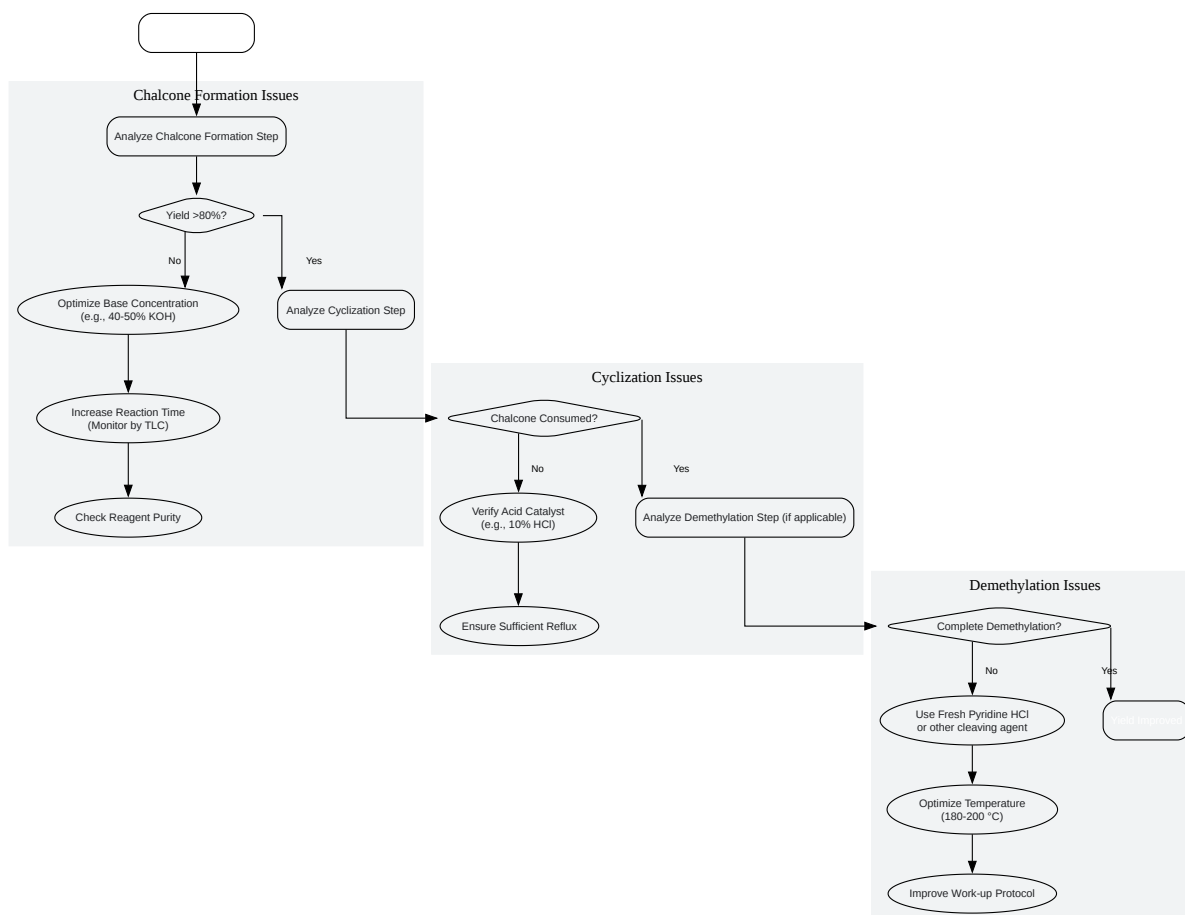 Chalcone Formation Issues
Analyze Chalcone Formation Step
Yield >80%?
No
Yes
Optimize Base Concentration
(e.g., 40-50% KOH)
Analyze Cyclization Step
Increase Reaction Time
(Monitor by TLC)
Check Reagent Purity
Cyclization Issues
Chalcone Consumed?
No
Yes
Verify Acid Catalyst
(e.g., 10% HCl)
Analyze Demethylation Step (if applicable)
Ensure Sufficient Reflux
Demethylation Issues
Complete Demethylation?
No
Yes
Use Fresh Pyridine HCl
or other cleaving agent
Yield Improved
Optimize Temperature
(180-200 °C)
Improve Work-up Protocol